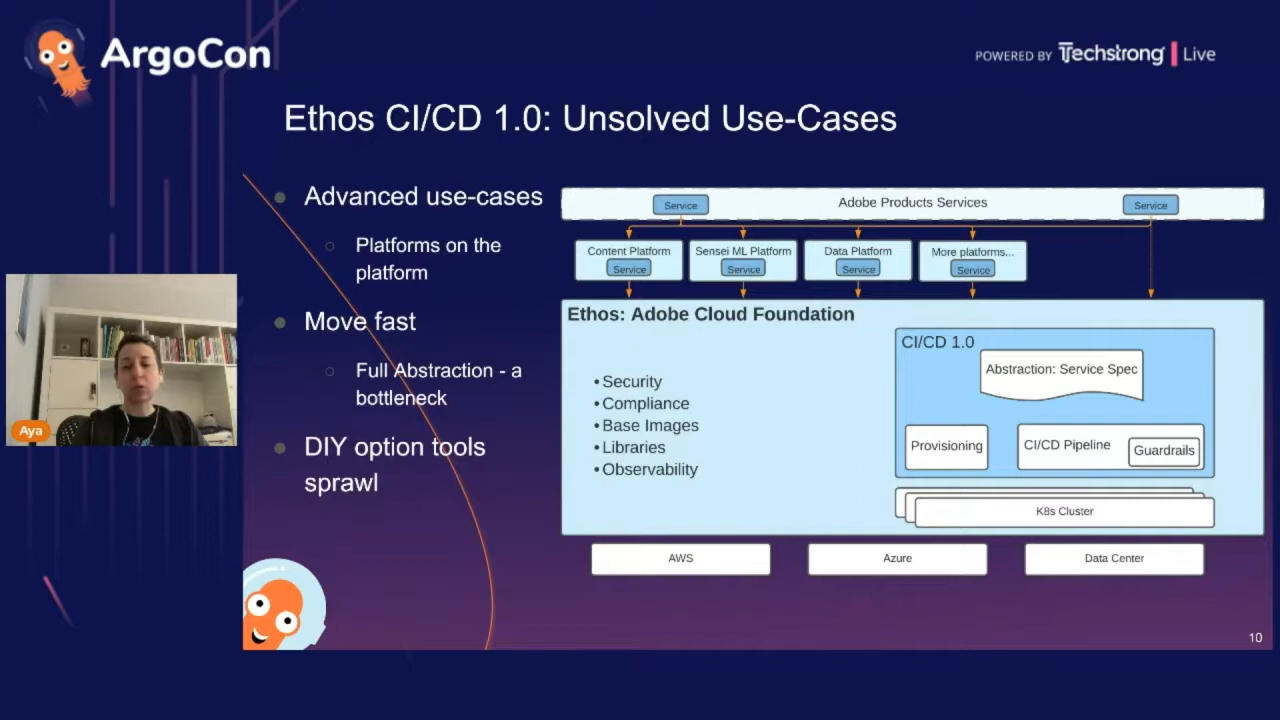 ArgoCon
POWERED BY Techstrong | Live
Ethos CI/CD 1.0: Unsolved Use-Cases
● Advanced use-cases
○ Platforms on the
platform
● Move fast
○ Full Abstraction - a
bottleneck
● DIY option tools
sprawl
Service
Adobe Products Services
Service
Content Platform
Service
Sensei ML Platform
Service
Data Platform
Service
More platforms...
Service
Ethos: Adobe Cloud Foundation
• Security
• Compliance
• Base Images
• Libraries
• Observability
CI/CD 1.0
Abstraction: Service Spec
Provisioning
CI/CD Pipeline
Guardrails
K8s Cluster
AWS
Azure
Data Center
Aya
10